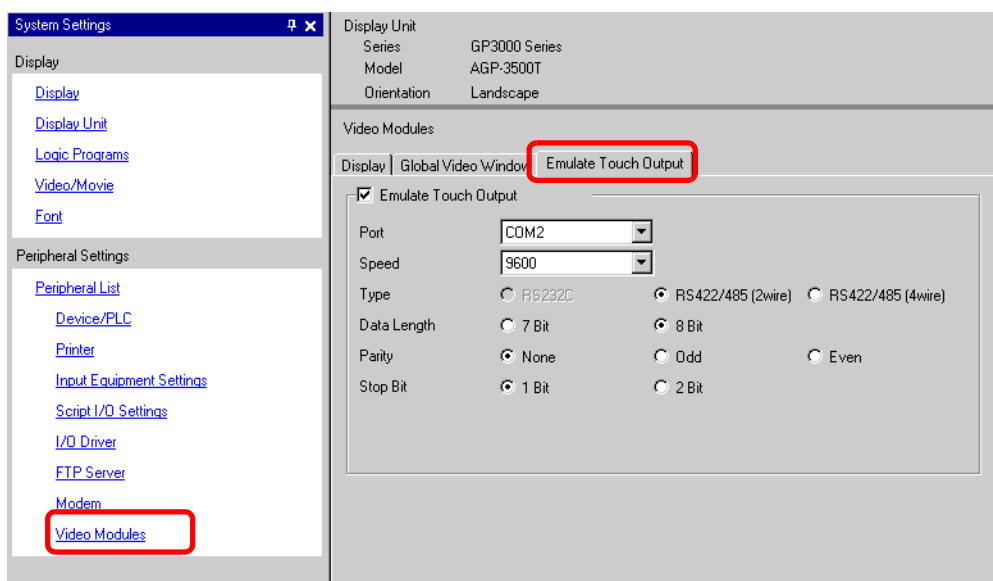 System Settings
Display
Display
Display Unit
Logic Programs
Video/Movie
Font
Peripheral Settings
Peripheral List
Device/PLC
Printer
Input Equipment Settings
Script I/O Settings
I/O Driver
FTP Server
Modem
Video Modules
Display Unit
Series GP3000 Series
Model AGP-3500T
Orientation Landscape
Video Modules
Display Global Video Window Emulate Touch Output
Emulate Touch Output
Port COM2
Speed 9600
Type RS232C RS422/485 (2wire) RS422/485 (4wire)
Data Length 7 Bit 8 Bit
Parity None Odd Even
Stop Bit 1 Bit 2 Bit